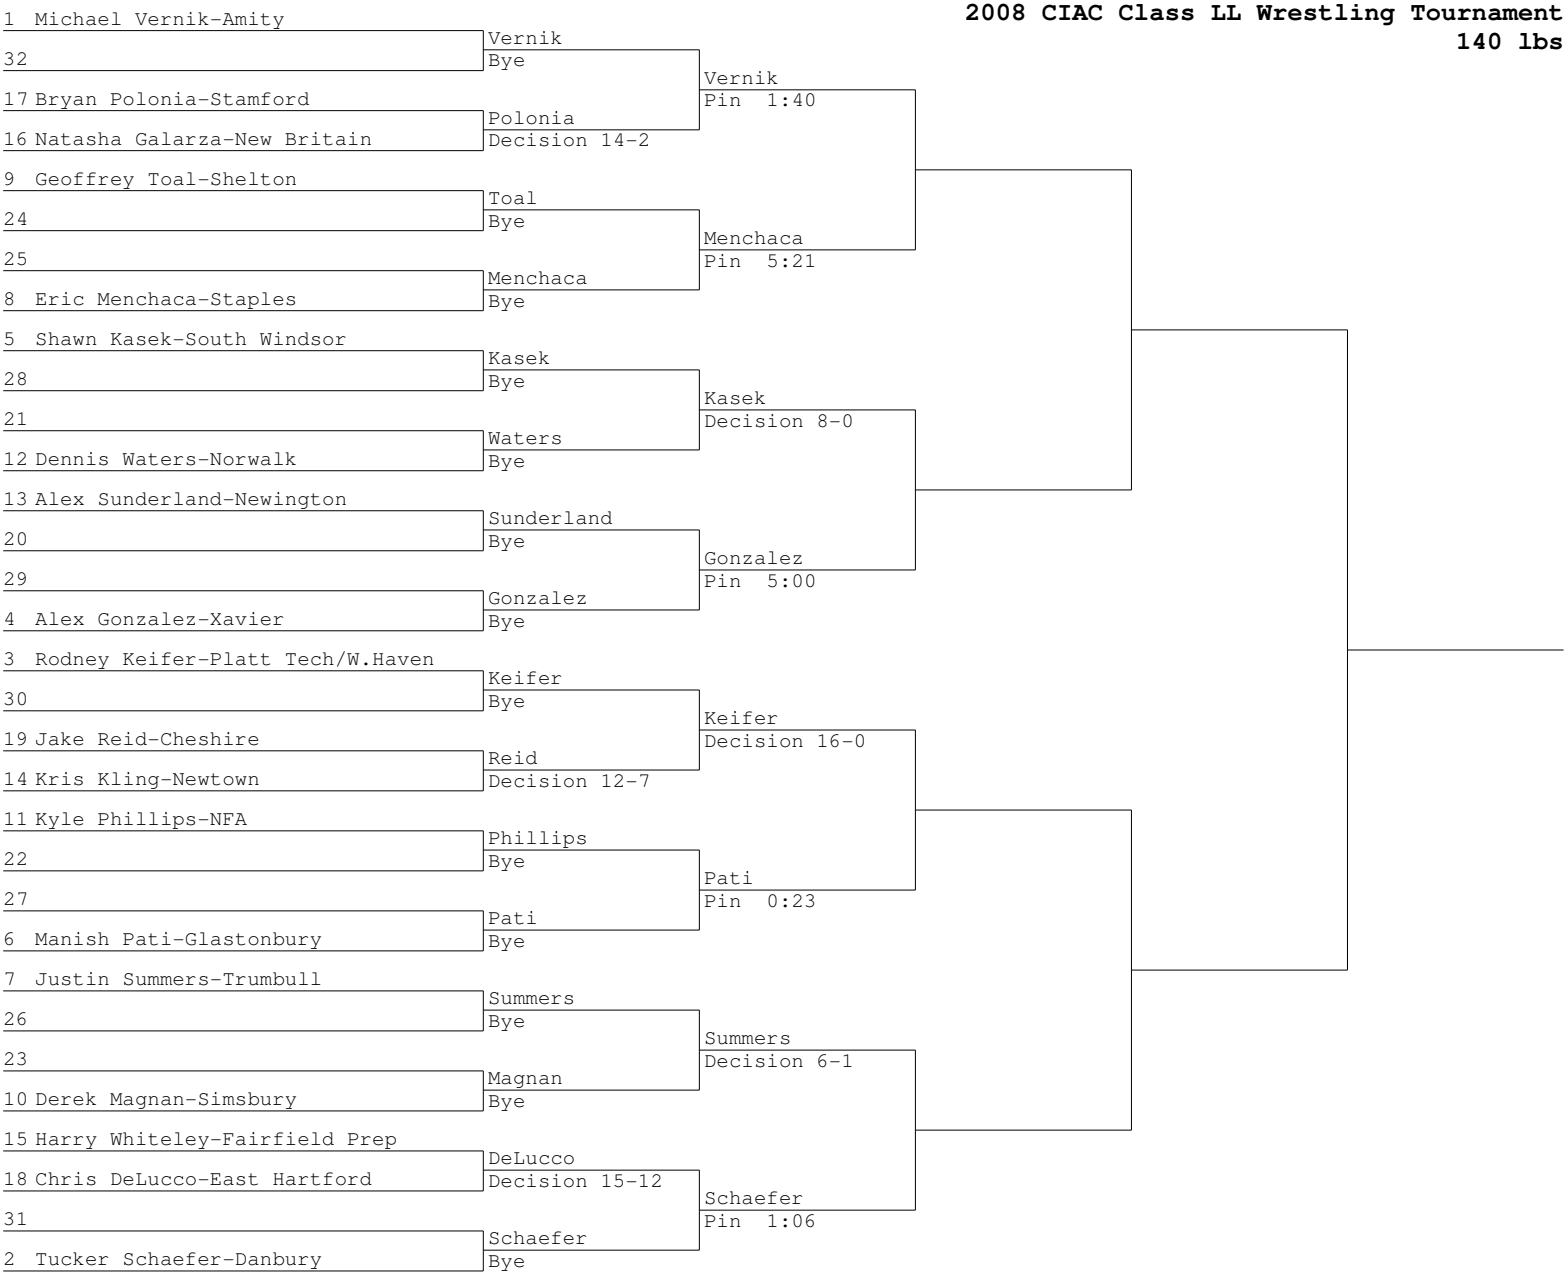 2008 CIAC Class LL Wrestling Tournament
140 lbs
1 Michael Vernik-Amity
32
17 Bryan Polonia-Stamford
16 Natasha Galarza-New Britain
9 Geoffrey Toal-Shelton
24
25
8 Eric Menchaca-Staples
5 Shawn Kasek-South Windsor
28
21
12 Dennis Waters-Norwalk
13 Alex Sunderland-Newington
20
29
4 Alex Gonzalez-Xavier
3 Rodney Keifer-Platt Tech/W.Haven
30
19 Jake Reid-Cheshire
14 Kris Kling-Newtown
11 Kyle Phillips-NFA
22
27
6 Manish Pati-Glastonbury
7 Justin Summers-Trumbull
26
23
10 Derek Magnan-Simsbury
15 Harry Whiteley-Fairfield Prep
18 Chris DeLucco-East Hartford
31
2 Tucker Schaefer-Danbury
Vernik
Bye
Polonia
Decision 14-2
Toal
Bye
Menchaca
Bye
Kasek
Bye
Waters
Bye
Sunderland
Bye
Gonzalez
Bye
Keifer
Bye
Reid
Decision 12-7
Phillips
Bye
Pati
Bye
Summers
Bye
Magnan
Bye
DeLucco
Decision 15-12
Schaefer
Bye
Vernik
Pin 1:40
Menchaca
Pin 5:21
Kasek
Decision 8-0
Gonzalez
Pin 5:00
Keifer
Decision 16-0
Pati
Pin 0:23
Summers
Decision 6-1
Schaefer
Pin 1:06